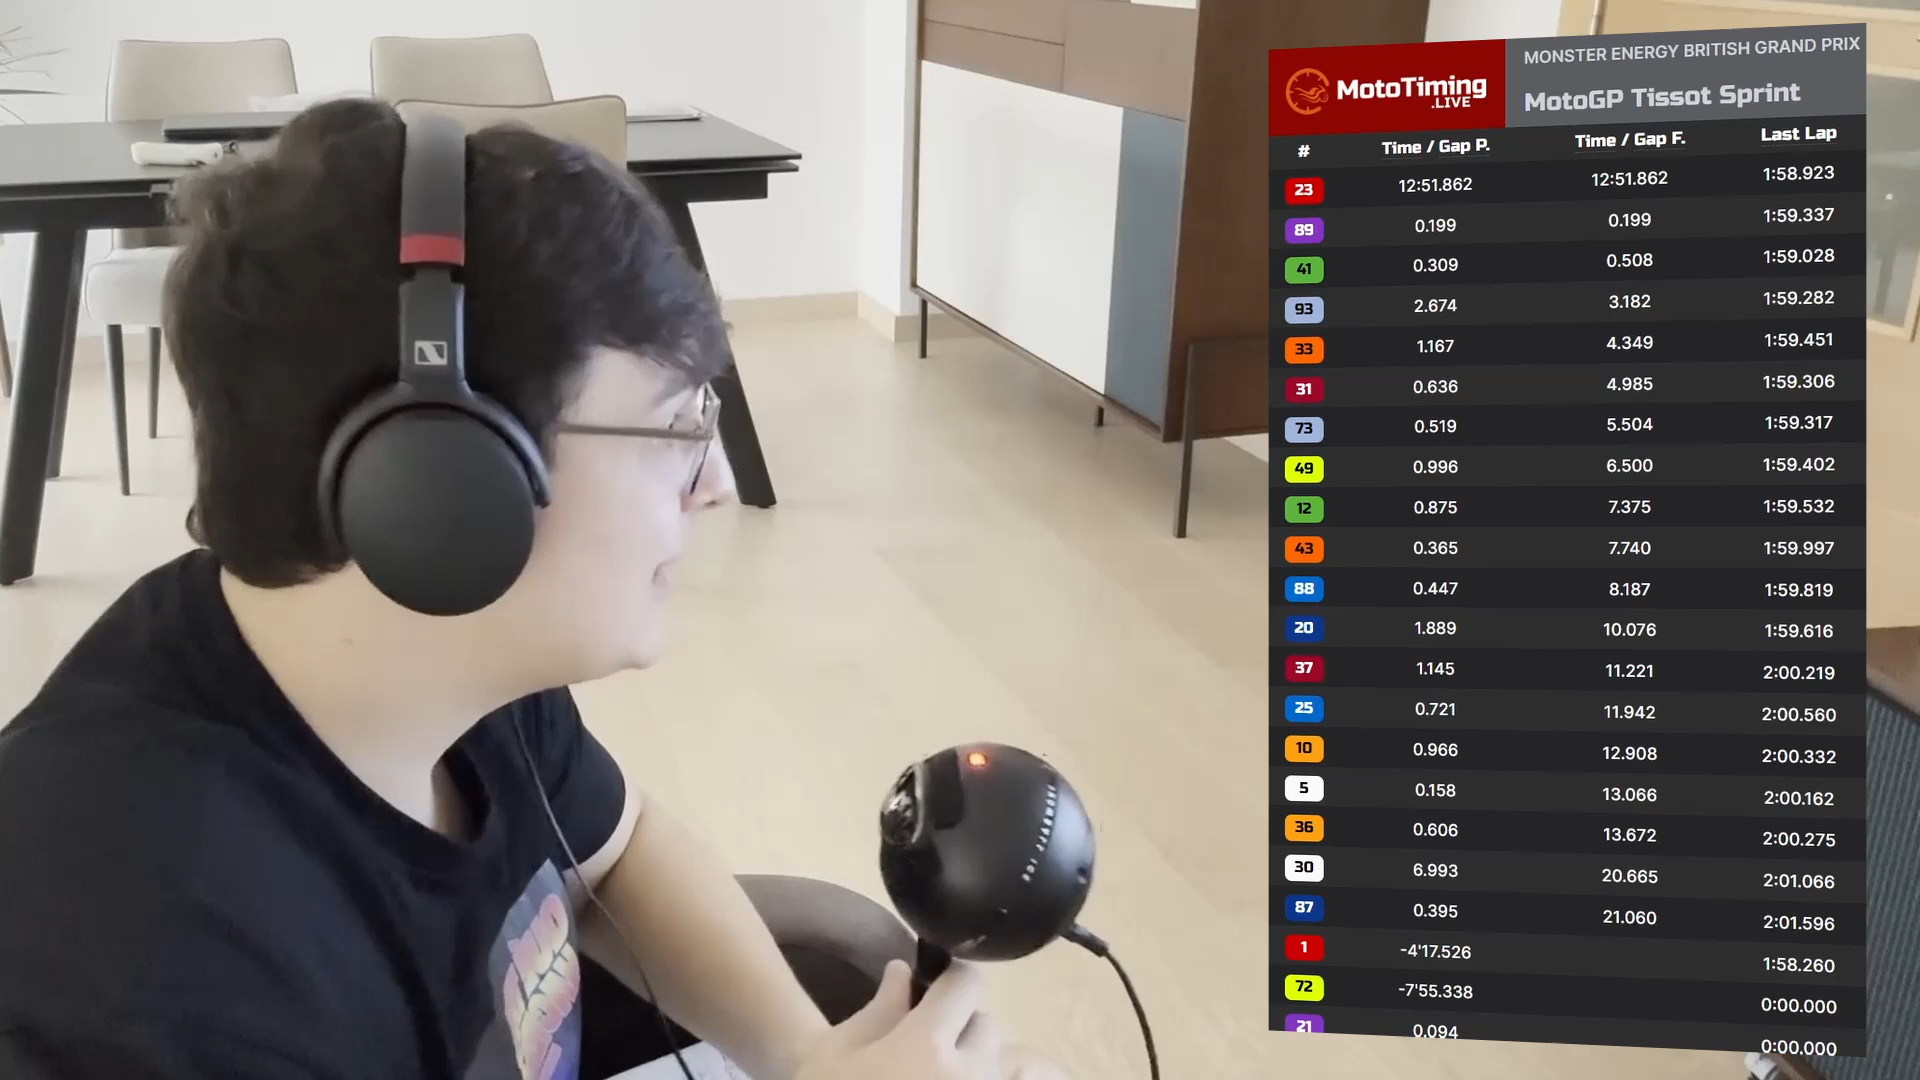 MotoTiming
.LIVE
MONSTER ENERGY BRITISH GRAND PRIX
MotoGP Tissot Sprint
# Time / Gap P. Time / Gap F. Last Lap
23 12:51.862 12:51.862 1:58.923
89 0.199 0.199 1:59.337
41 0.309 0.508 1:59.028
93 2.674 3.182 1:59.282
33 1.167 4.349 1:59.451
31 0.636 4.985 1:59.306
73 0.519 5.504 1:59.317
49 0.996 6.500 1:59.402
12 0.875 7.375 1:59.532
43 0.365 7.740 1:59.997
88 0.447 8.187 1:59.819
20 1.889 10.076 1:59.616
37 1.145 11.221 2:00.219
25 0.721 11.942 2:00.560
10 0.966 12.908 2:00.332
5 0.158 13.066 2:00.162
36 0.606 13.672 2:00.275
30 6.993 20.665 2:01.066
87 0.395 21.060 2:01.596
1 -4'17.526 1:58.260
72 -7'55.338 0:00.000
21 0.094 0:00.000
SNOWBALL ICE